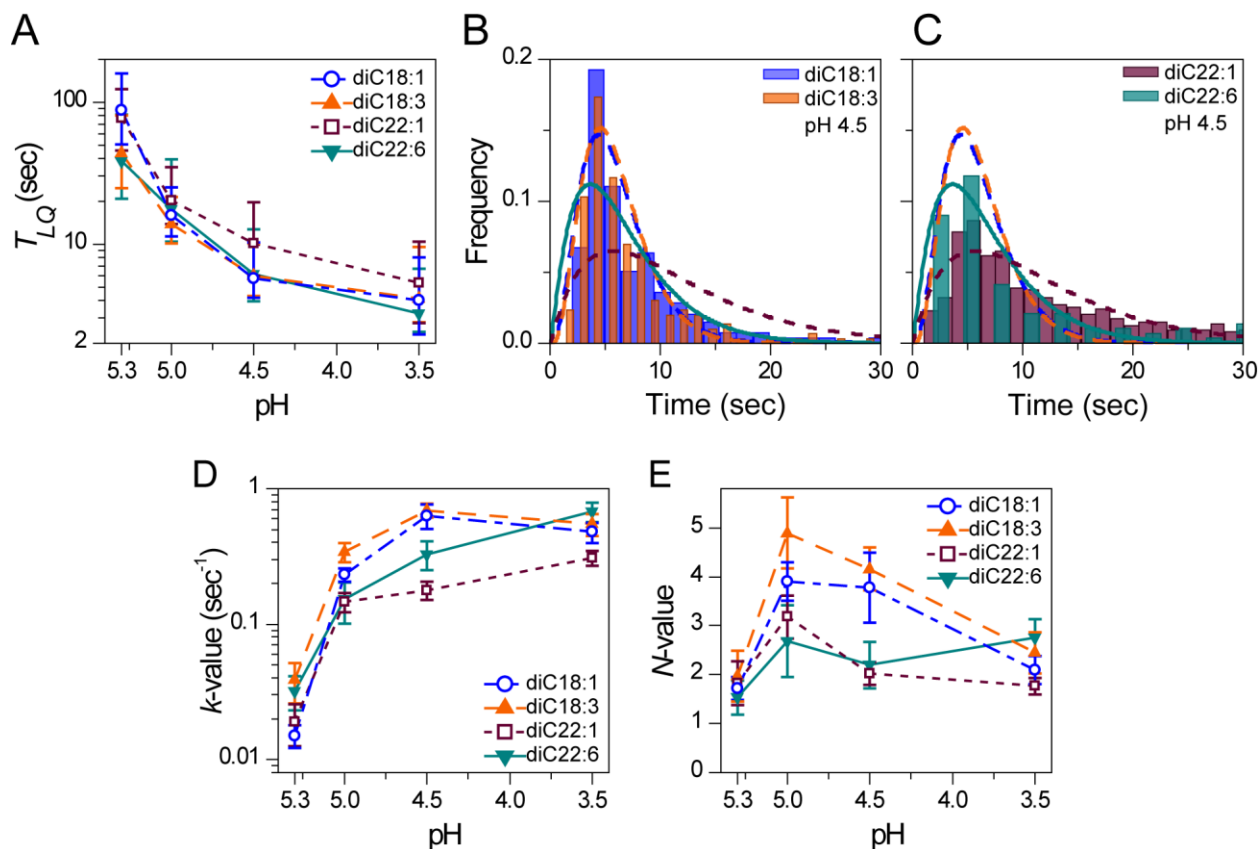 A
T_LQ (sec)
100
10
2
5.3 5.0 4.5 4.0 3.5
pH
diC18:1
diC18:3
diC22:1
diC22:6
B
Frequency
0.2
0.1
0.0
0 10 20 30
Time (sec)
diC18:1
diC18:3
pH 4.5
C
diC22:1
diC22:6
pH 4.5
0 10 20 30
Time (sec)
D
k-value (sec⁻¹)
1
0.1
0.01
5.3 5.0 4.5 4.0 3.5
pH
diC18:1
diC18:3
diC22:1
diC22:6
E
N-value
5
4
3
2
1
0
5.3 5.0 4.5 4.0 3.5
pH
diC18:1
diC18:3
diC22:1
diC22:6